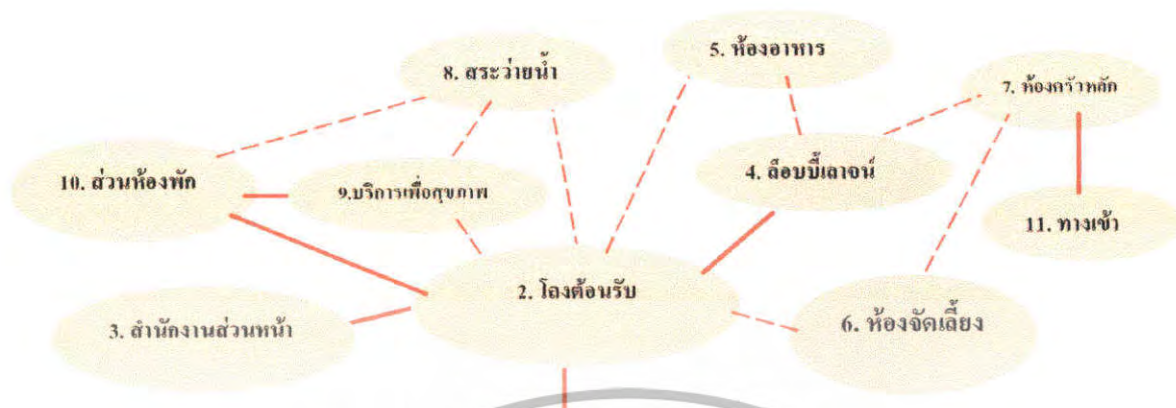 5. ห้องอาหาร
8. สระว่ายน้ำ
7. ห้องครัวหลัก
10. ส่วนห้องพัก
9.บริการเพื่อสุขภาพ
4. ล็อบบี้เลาจน์
11. ทางเข้า
2. โถงต้อนรับ
3. สำนักงานส่วนหน้า
6. ห้องจัดเลี้ยง